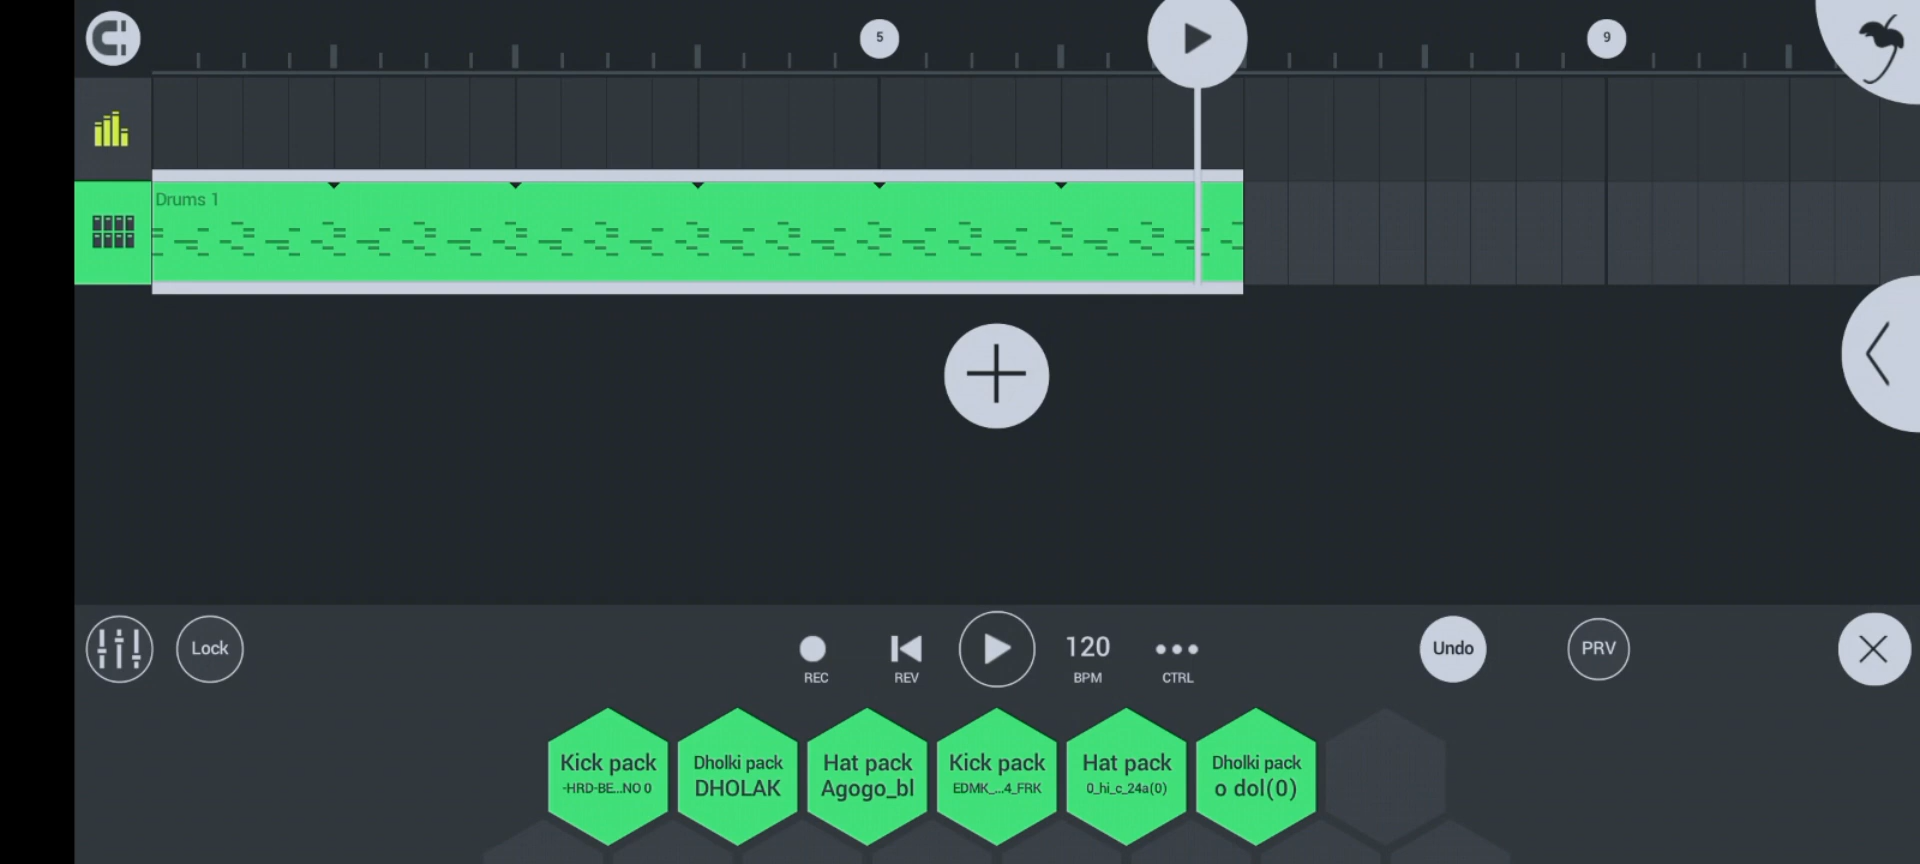 5
9
Drums 1
Lock
REC
REV
120
BPM
CTRL
Undo
PRV
Kick pack
-HRD-BE...NO 0
Dholki pack
DHOLAK
Hat pack
Agogo_bl
Kick pack
EDMK_...4_FRK
Hat pack
0_hi_c_24a(0)
Dholki pack
o dol(0)